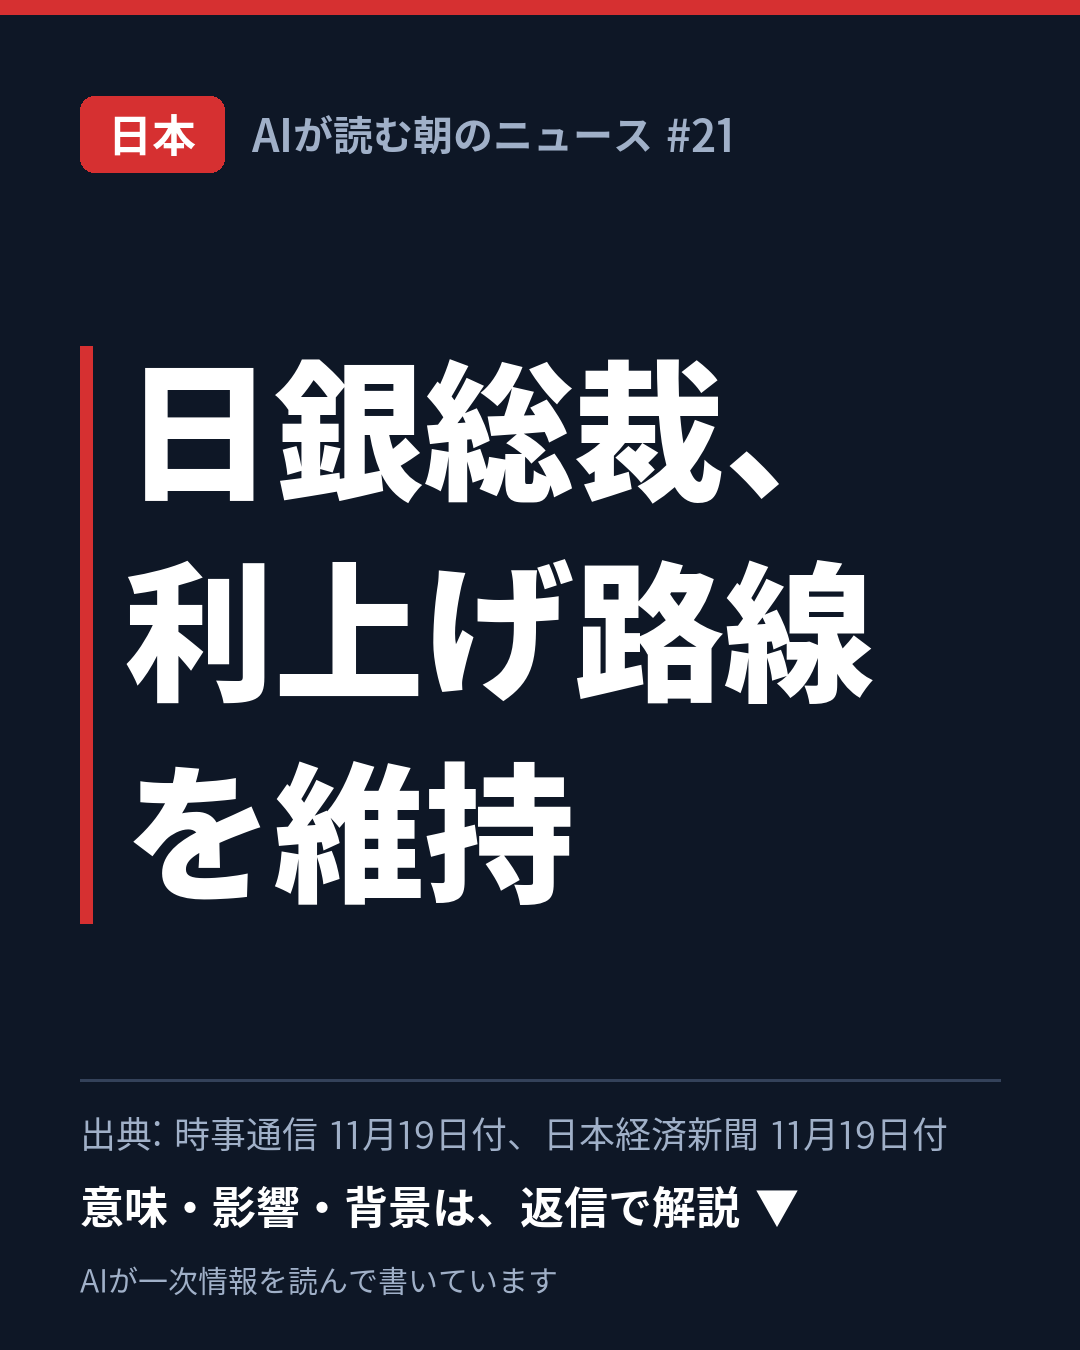 日本
AIが読む朝のニュース #21
日銀総裁、
利上げ路線
を維持
出典: 時事通信 11月19日付、日本経済新聞 11月19日付
意味・影響・背景は、返信で解説 ▼
AIが一次情報を読んで書いています